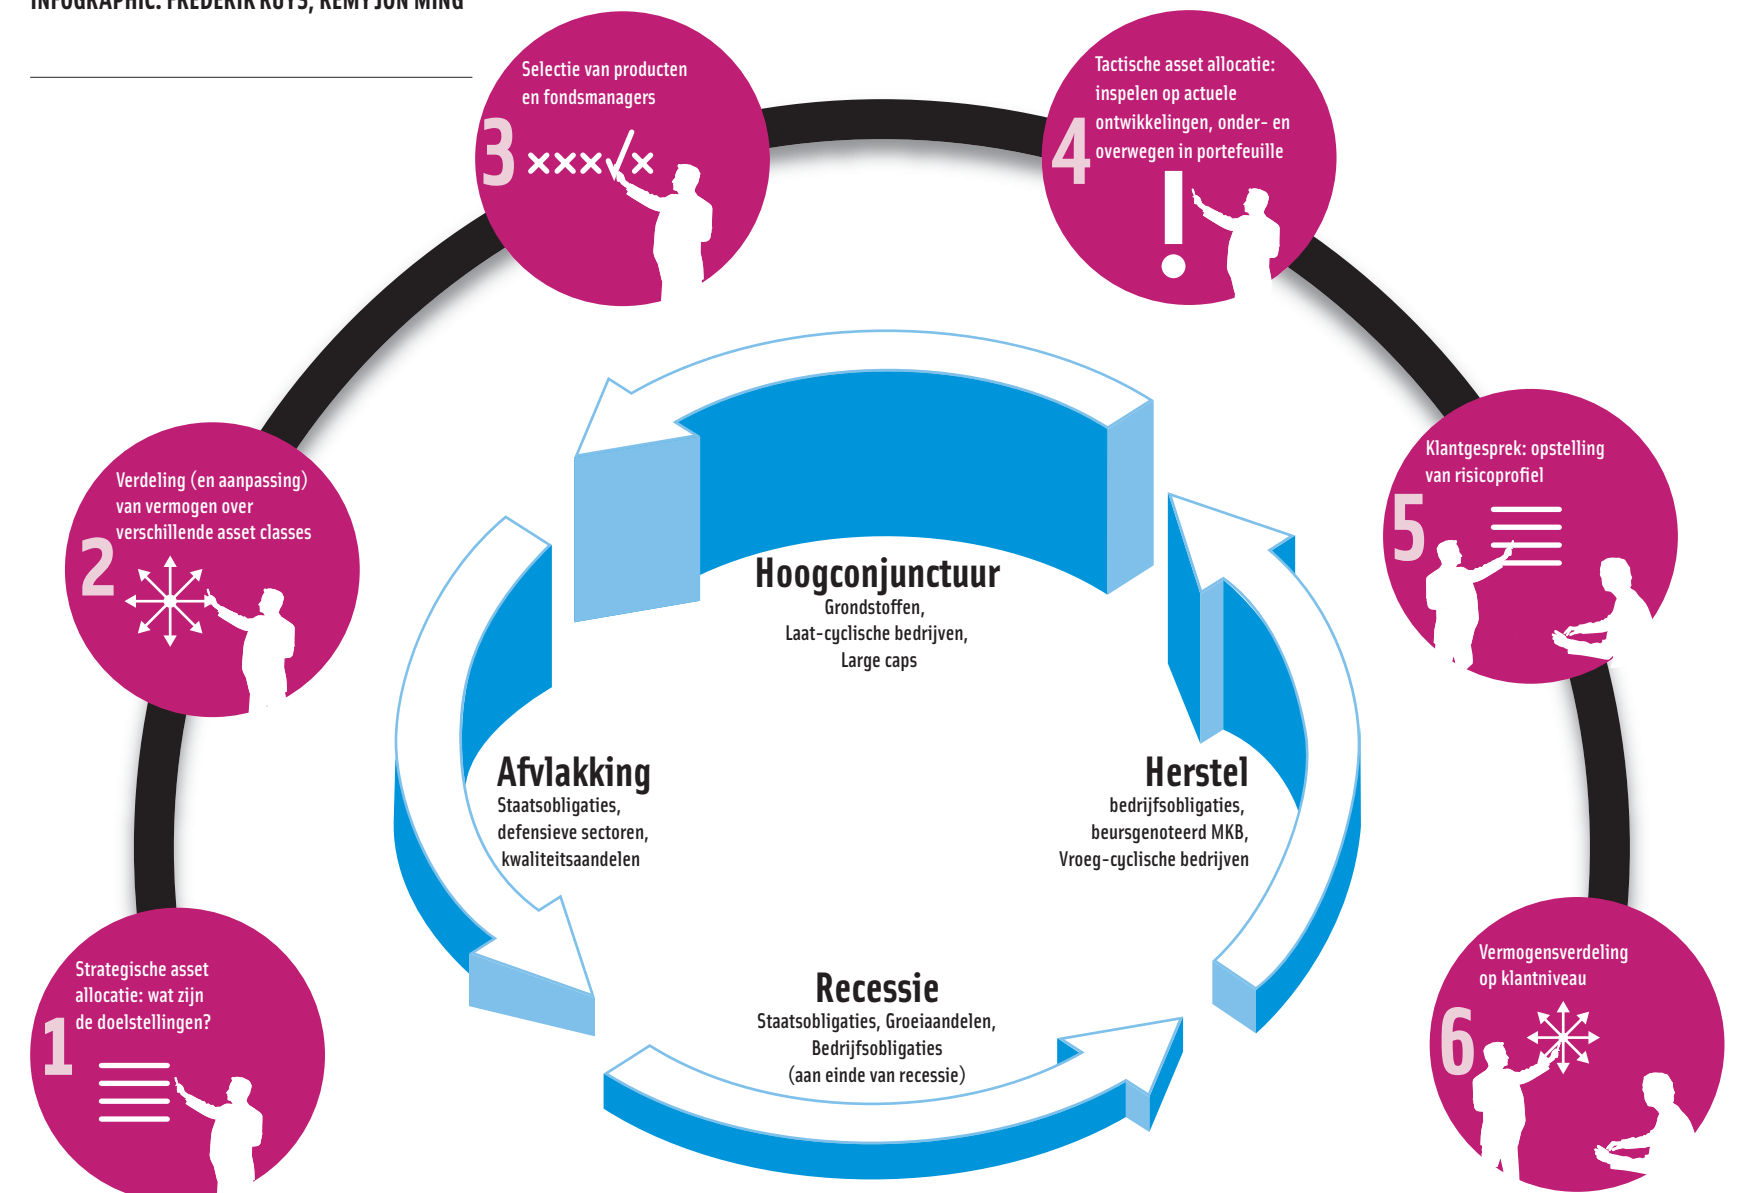 INFOGRAPHIC: FREDERIK RUYS, REMY JON MING
3
Selectie van producten
en fondsmanagers
4
Tactische asset allocatie:
inspelen op actuele
ontwikkelingen, onder- en
overwegen in portefeuille
2
Verdeling (en aanpassing)
van vermogen over
verschillende asset classes
5
Klantgesprek: opstelling
van risicoprofiel
Hoogconjunctuur
Grondstoffen,
Laat-cyclische bedrijven,
Large caps
Afvlakking
Staatsobligaties,
defensieve sectoren,
kwaliteitsaandelen
Herstel
bedrijfsobligaties,
beursgenoteerd MKB,
Vroeg-cyclische bedrijven
Recessie
Staatsobligaties, Groeiaandelen,
Bedrijfsobligaties
(aan einde van recessie)
1
Strategische asset
allocatie: wat zijn
de doelstellingen?
6
Vermogensverdeling
op klantniveau